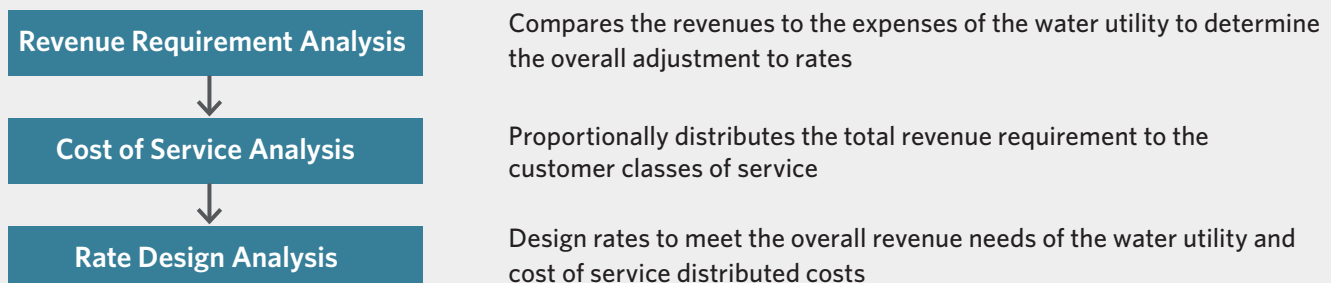 Revenue Requirement Analysis
Compares the revenues to the expenses of the water utility to determine
the overall adjustment to rates
Cost of Service Analysis
Proportionally distributes the total revenue requirement to the
customer classes of service
Rate Design Analysis
Design rates to meet the overall revenue needs of the water utility and
cost of service distributed costs